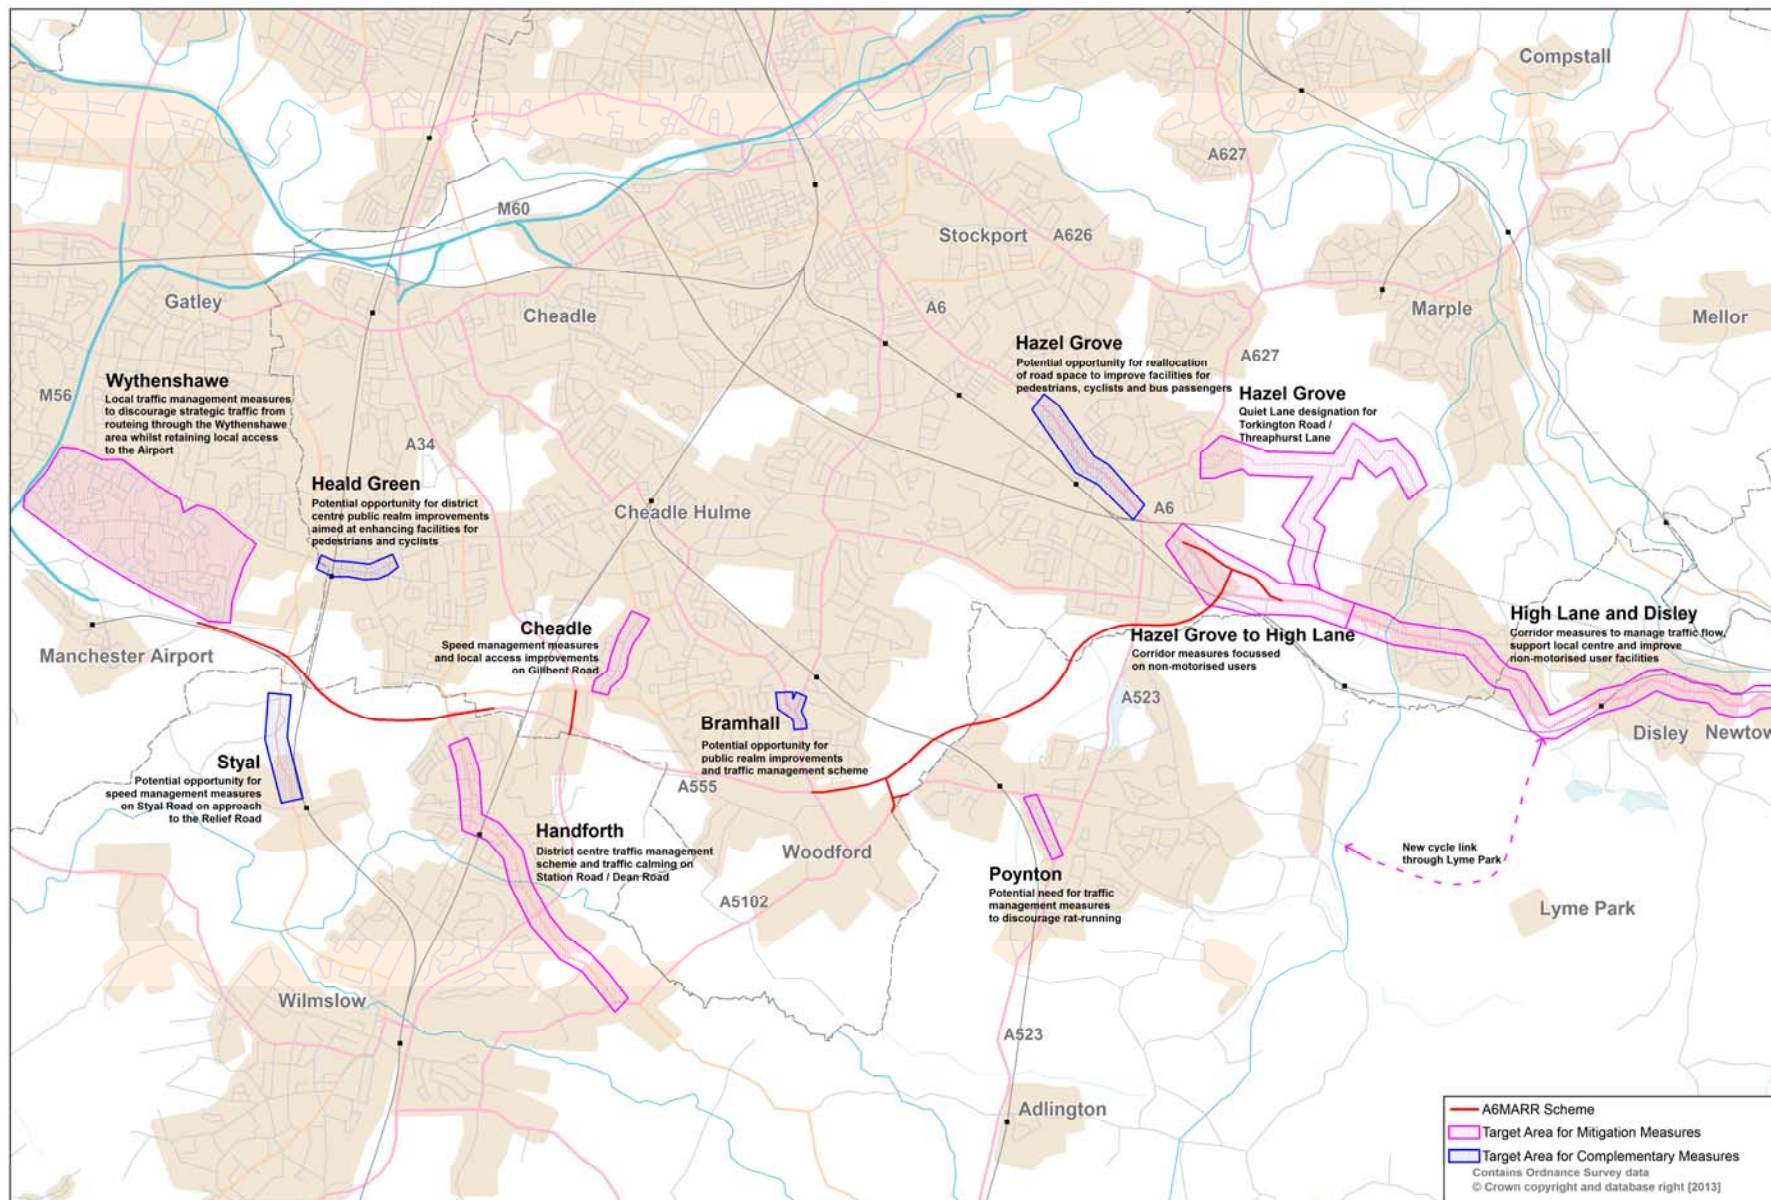 Compstall
A627
M60
Stockport
A626
Gatley
Cheadle
A6
Marple
Mellor
Hazel Grove
Potential opportunity for reallocation
of road space to improve facilities for
pedestrians, cyclists and bus passengers
A627
Wythenshawe
Local traffic management measures
to discourage strategic traffic from
routeing through the Wythenshawe
area whilst retaining local access
to the Airport
M56
Hazel Grove
Quiet Lane designation for
Torkington Road /
Threaphurst Lane
A34
Heald Green
Potential opportunity for district
centre public realm improvements
aimed at enhancing facilities for
pedestrians and cyclists
Cheadle Hulme
A6
High Lane and Disley
Corridor measures to manage traffic flow,
support local centre and improve
non-motorised user facilities
Cheadle
Speed management measures
and local access improvements
on Gillbent Road
Hazel Grove to High Lane
Corridor measures focussed
on non-motorised users
Manchester Airport
A523
Bramhall
Potential opportunity for
public realm improvements
and traffic management scheme
Disley
Newtow
Styal
Potential opportunity for
speed management measures
on Styal Road on approach
to the Relief Road
A555
Handforth
District centre traffic management
scheme and traffic calming on
Station Road / Dean Road
Woodford
New cycle link
through Lyme Park
Poynton
Potential need for traffic
management measures
to discourage rat-running
A5102
Lyme Park
Wilmslow
A523
Adlington
A6MARR Scheme
Target Area for Mitigation Measures
Target Area for Complementary Measures
Contains Ordnance Survey data
© Crown copyright and database right [2013]